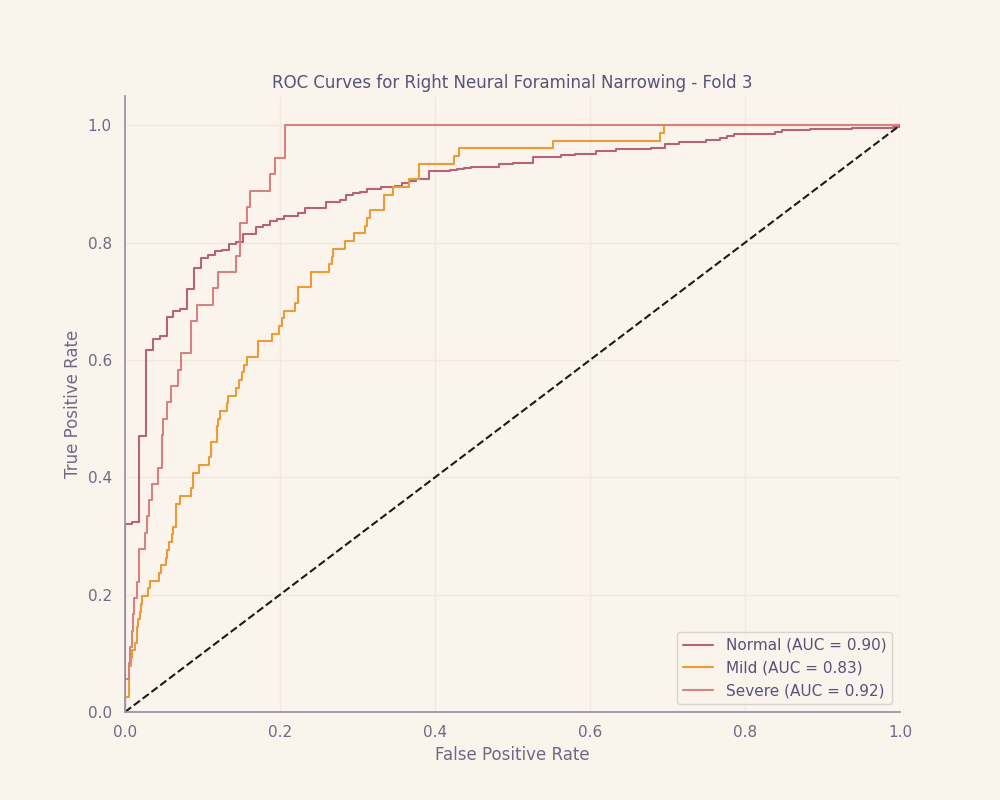 ROC Curves for Right Neural Foraminal Narrowing - Fold 3
True Positive Rate
1.0
0.8
0.6
0.4
0.2
0.0
0.0 0.2 0.4 0.6 0.8 1.0
False Positive Rate
Normal (AUC = 0.90)
Mild (AUC = 0.83)
Severe (AUC = 0.92)